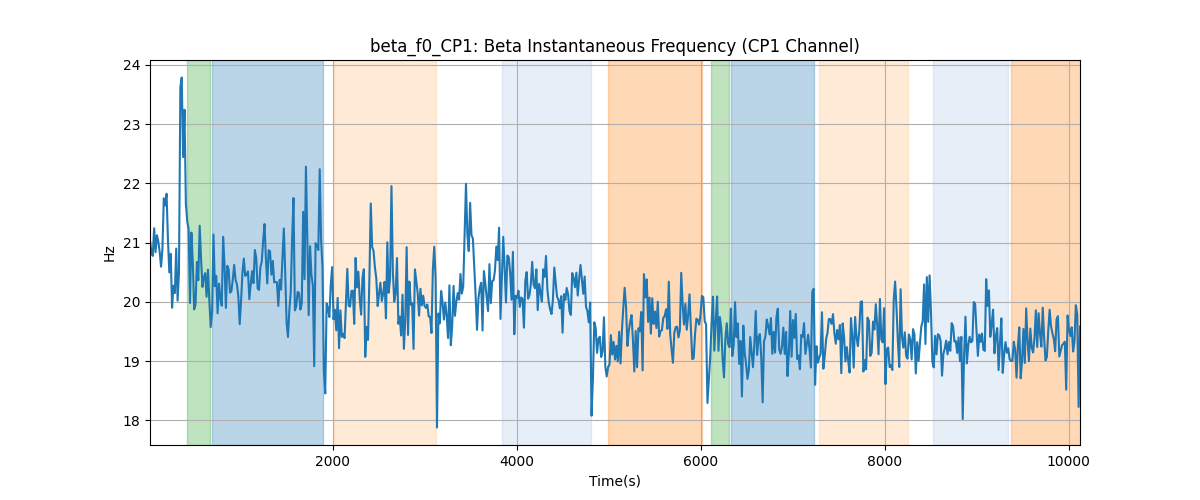 beta_f0_CP1: Beta Instantaneous Frequency (CP1 Channel)
24
23
22
21
20
19
18
Hz
2000 4000 6000 8000 10000
Time(s)